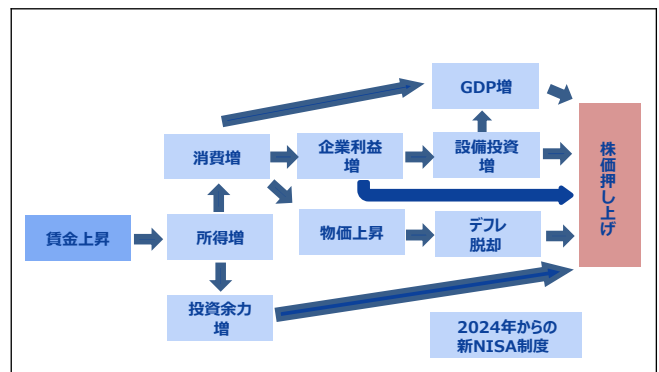 GDP増
消費増
企業利益
増
設備投資
増
株価押し上げ
賃金上昇
所得増
物価上昇
デフレ
脱却
投資余力
増
2024年からの
新NISA制度